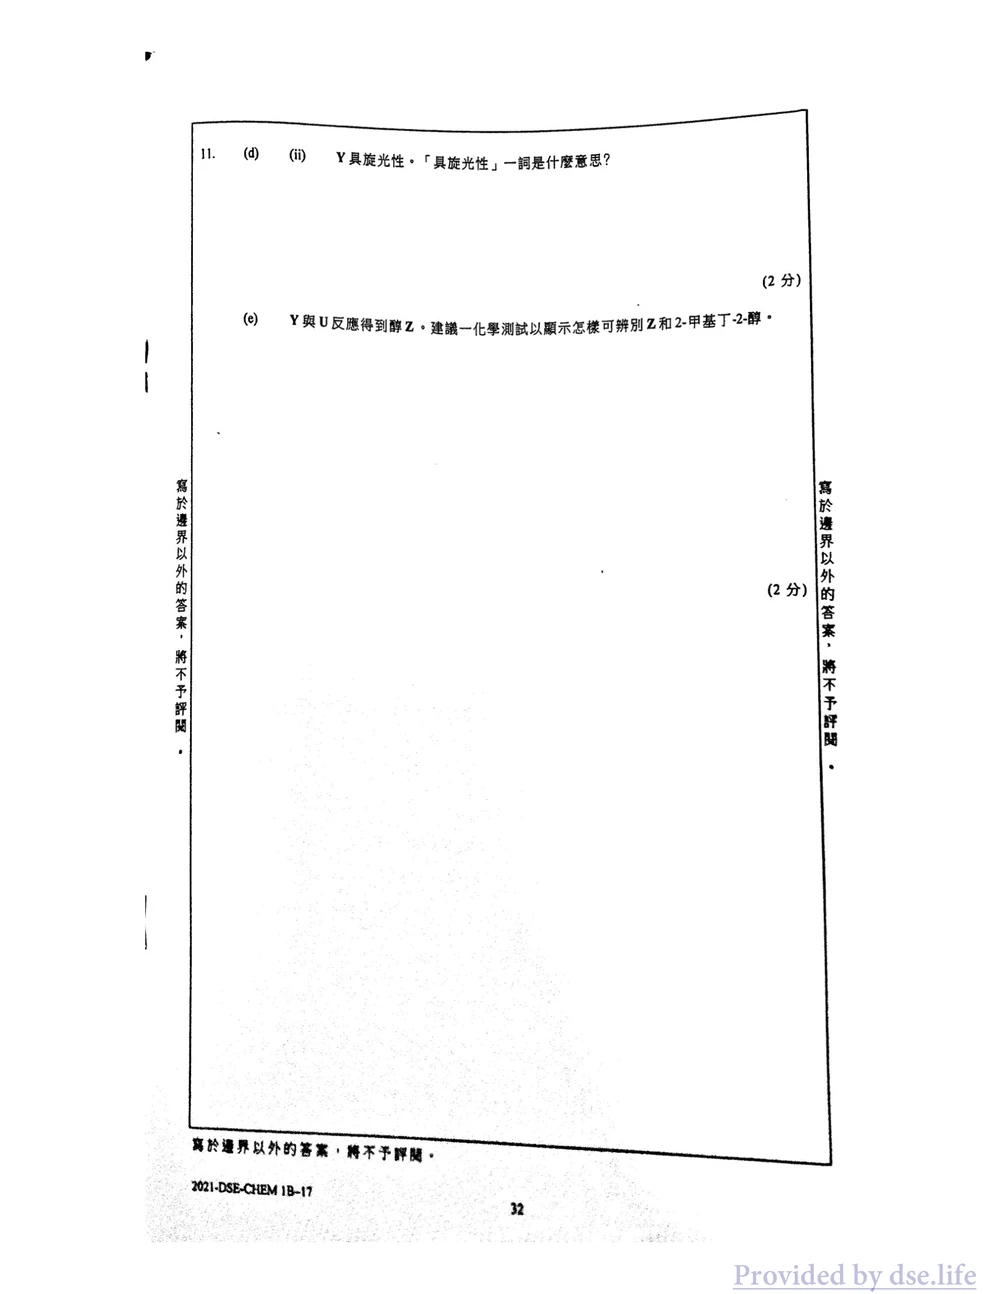 11. (d) (ii) Y 具旋光性。「具旋光性」一詞是什麼意思?
(2 分)
(e) Y 與 U 反應得到醇 Z。建議一化學測試以顯示怎樣可辨別 Z 和 2-甲基丁-2-醇。
(2 分)
寫於邊界以外的答案，將不予評閱。
寫於邊界以外的答案，將不予評閱。
寫於邊界以外的答案，將不予評閱。
2021-DSE-CHEM 1B–17
32
Provided by dse.life